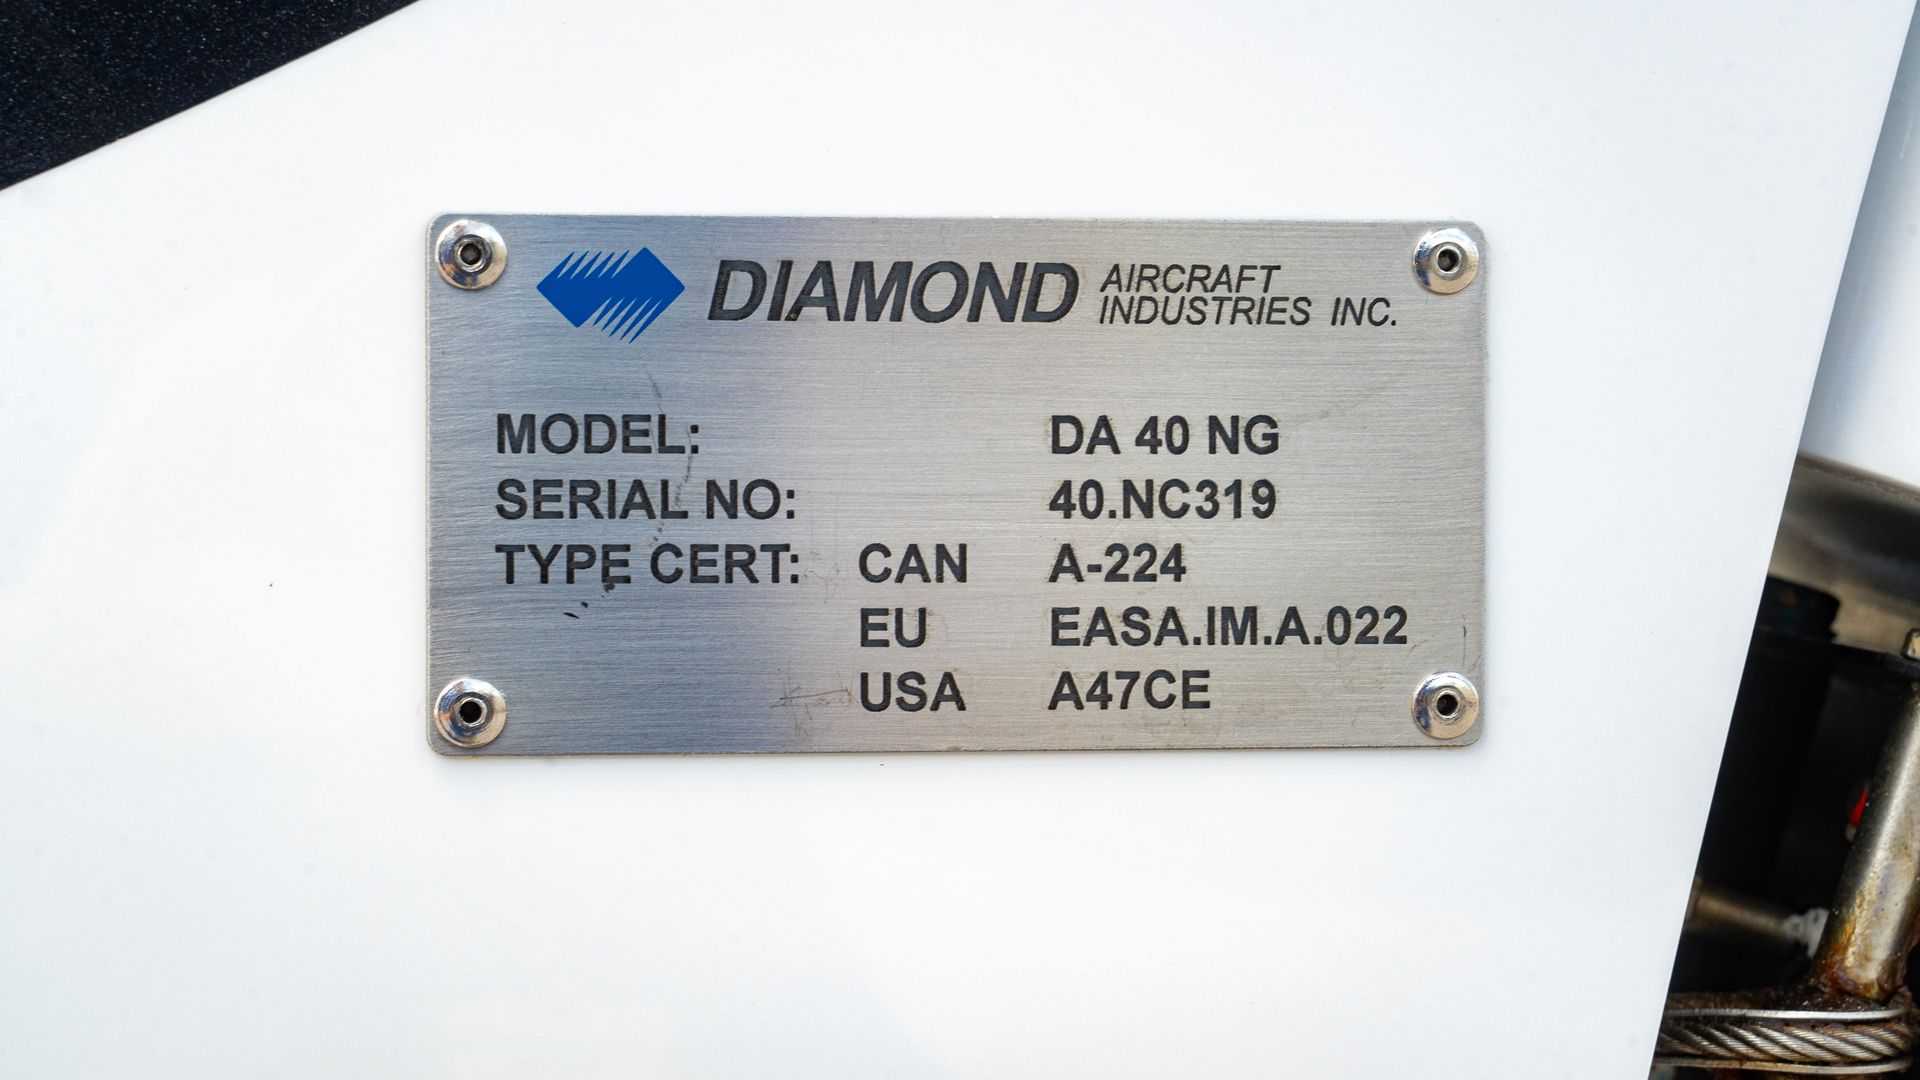 DIAMOND AIRCRAFT INDUSTRIES INC.
MODEL: DA 40 NG
SERIAL NO: 40.NC319
TYPE CERT: CAN A-224
EU EASA.IM.A.022
USA A47CE